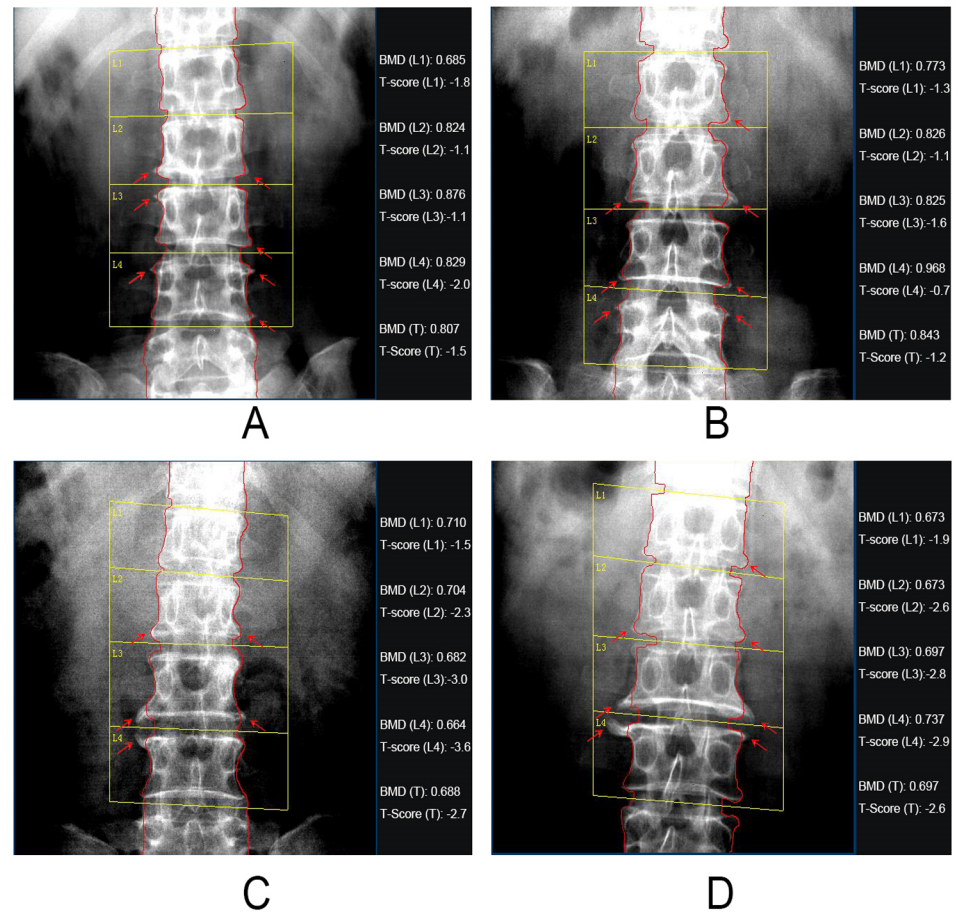 L1
L2
L3
L4
BMD (L1): 0.685
T-score (L1): -1.8
BMD (L2): 0.824
T-score (L2): -1.1
BMD (L3): 0.876
T-score (L3):-1.1
BMD (L4): 0.829
T-score (L4): -2.0
BMD (T): 0.807
T-Score (T): -1.5
A
L1
L2
L3
L4
BMD (L1): 0.773
T-score (L1): -1.3
BMD (L2): 0.826
T-score (L2): -1.1
BMD (L3): 0.825
T-score (L3):-1.6
BMD (L4): 0.968
T-score (L4): -0.7
BMD (T): 0.843
T-Score (T): -1.2
B
L1
L2
L3
L4
BMD (L1): 0.710
T-score (L1): -1.5
BMD (L2): 0.704
T-score (L2): -2.3
BMD (L3): 0.682
T-score (L3):-3.0
BMD (L4): 0.664
T-score (L4): -3.6
BMD (T): 0.688
T-Score (T): -2.7
C
L1
L2
L3
L4
BMD (L1): 0.673
T-score (L1): -1.9
BMD (L2): 0.673
T-score (L2): -2.6
BMD (L3): 0.697
T-score (L3): -2.8
BMD (L4): 0.737
T-score (L4): -2.9
BMD (T): 0.697
T-Score (T): -2.6
D